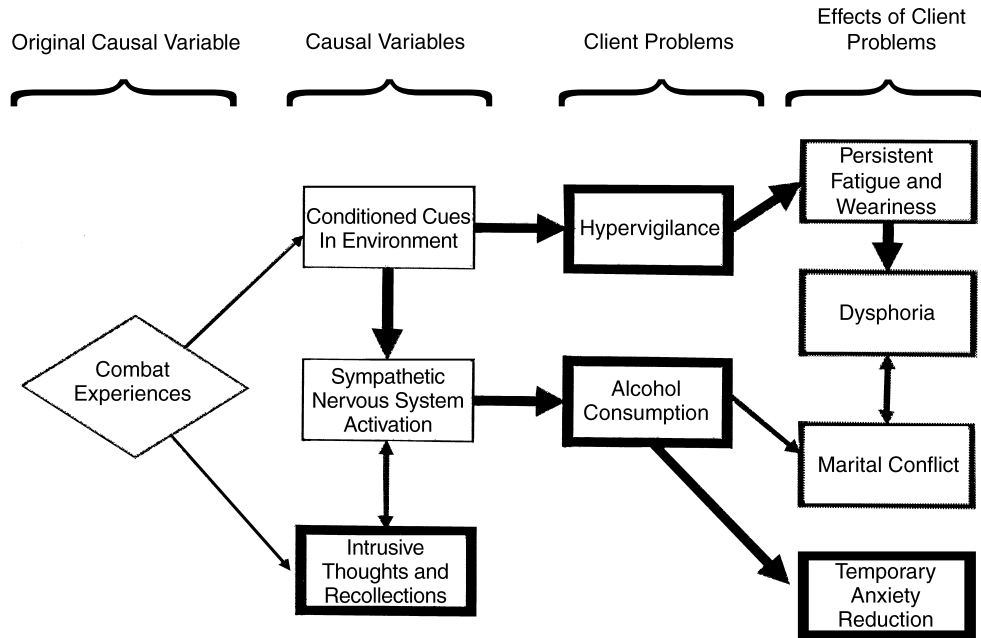 Original Causal Variable
Causal Variables
Client Problems
Effects of Client
Problems
Combat
Experiences
Conditioned Cues
In Environment
Sympathetic
Nervous System
Activation
Intrusive
Thoughts and
Recollections
Hypervigilance
Alcohol
Consumption
Persistent
Fatigue and
Weariness
Dysphoria
Marital Conflict
Temporary
Anxiety
Reduction